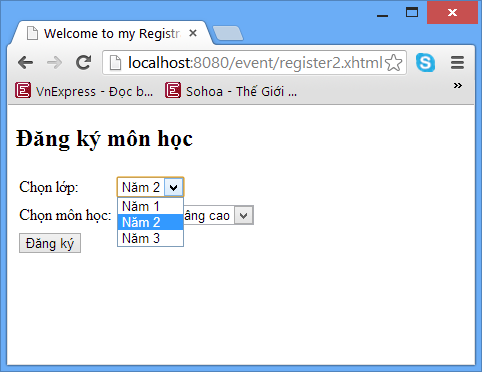 Welcome to my Registr
localhost:8080/event/register2.xhtml
VnExpress - Đọc b... Sohoa - Thế Giới ...
Đăng ký môn học
Chọn lớp: Năm 2
Năm 1
Chọn môn học: âng cao
Năm 2
Năm 3
Đăng ký